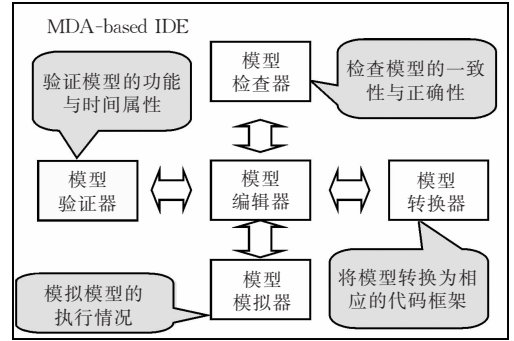 MDA-based IDE
验证模型的功能
与时间属性
模型
检查器
检查模型的一致
性与正确性
模型
验证器
模型
编辑器
模型
转换器
模拟模型的
执行情况
模型
模拟器
将模型转换为相
应的代码框架